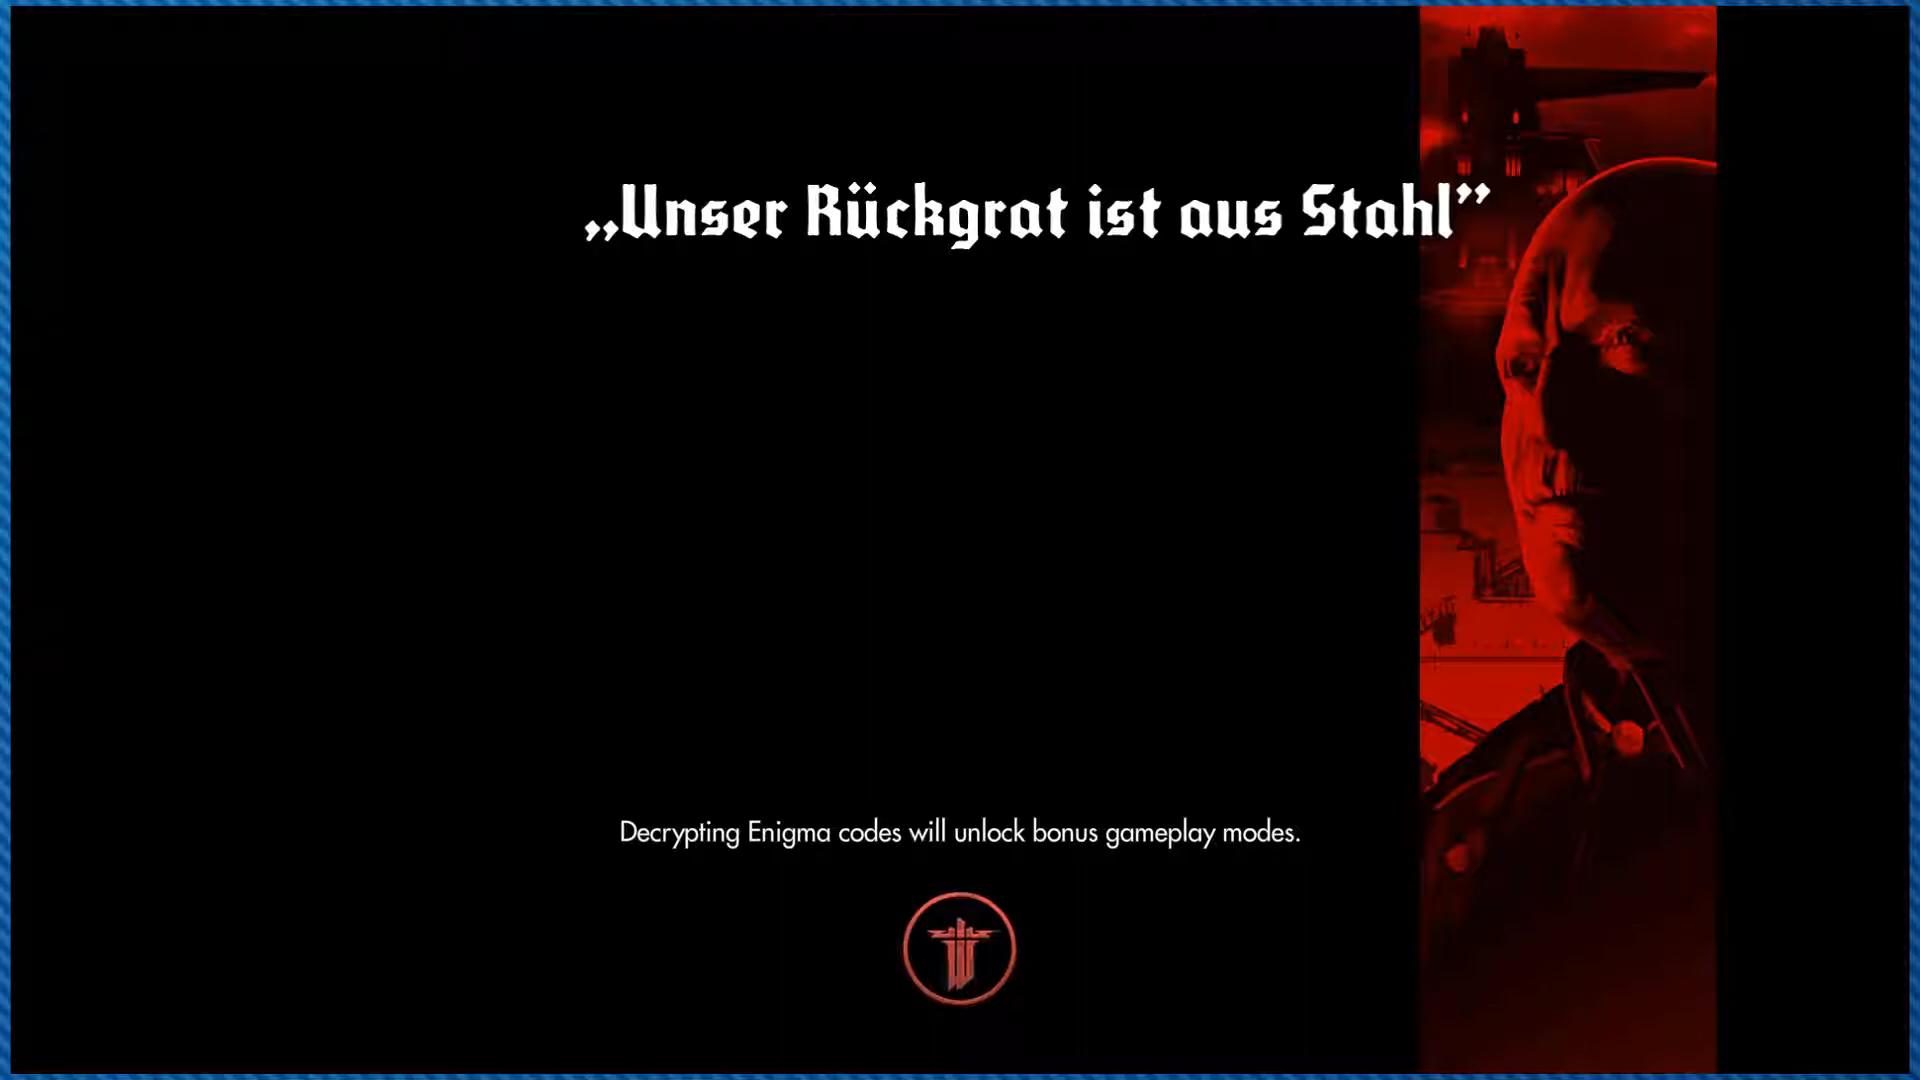 „Unser Rückgrat ist aus Stahl”
Decrypting Enigma codes will unlock bonus gameplay modes.